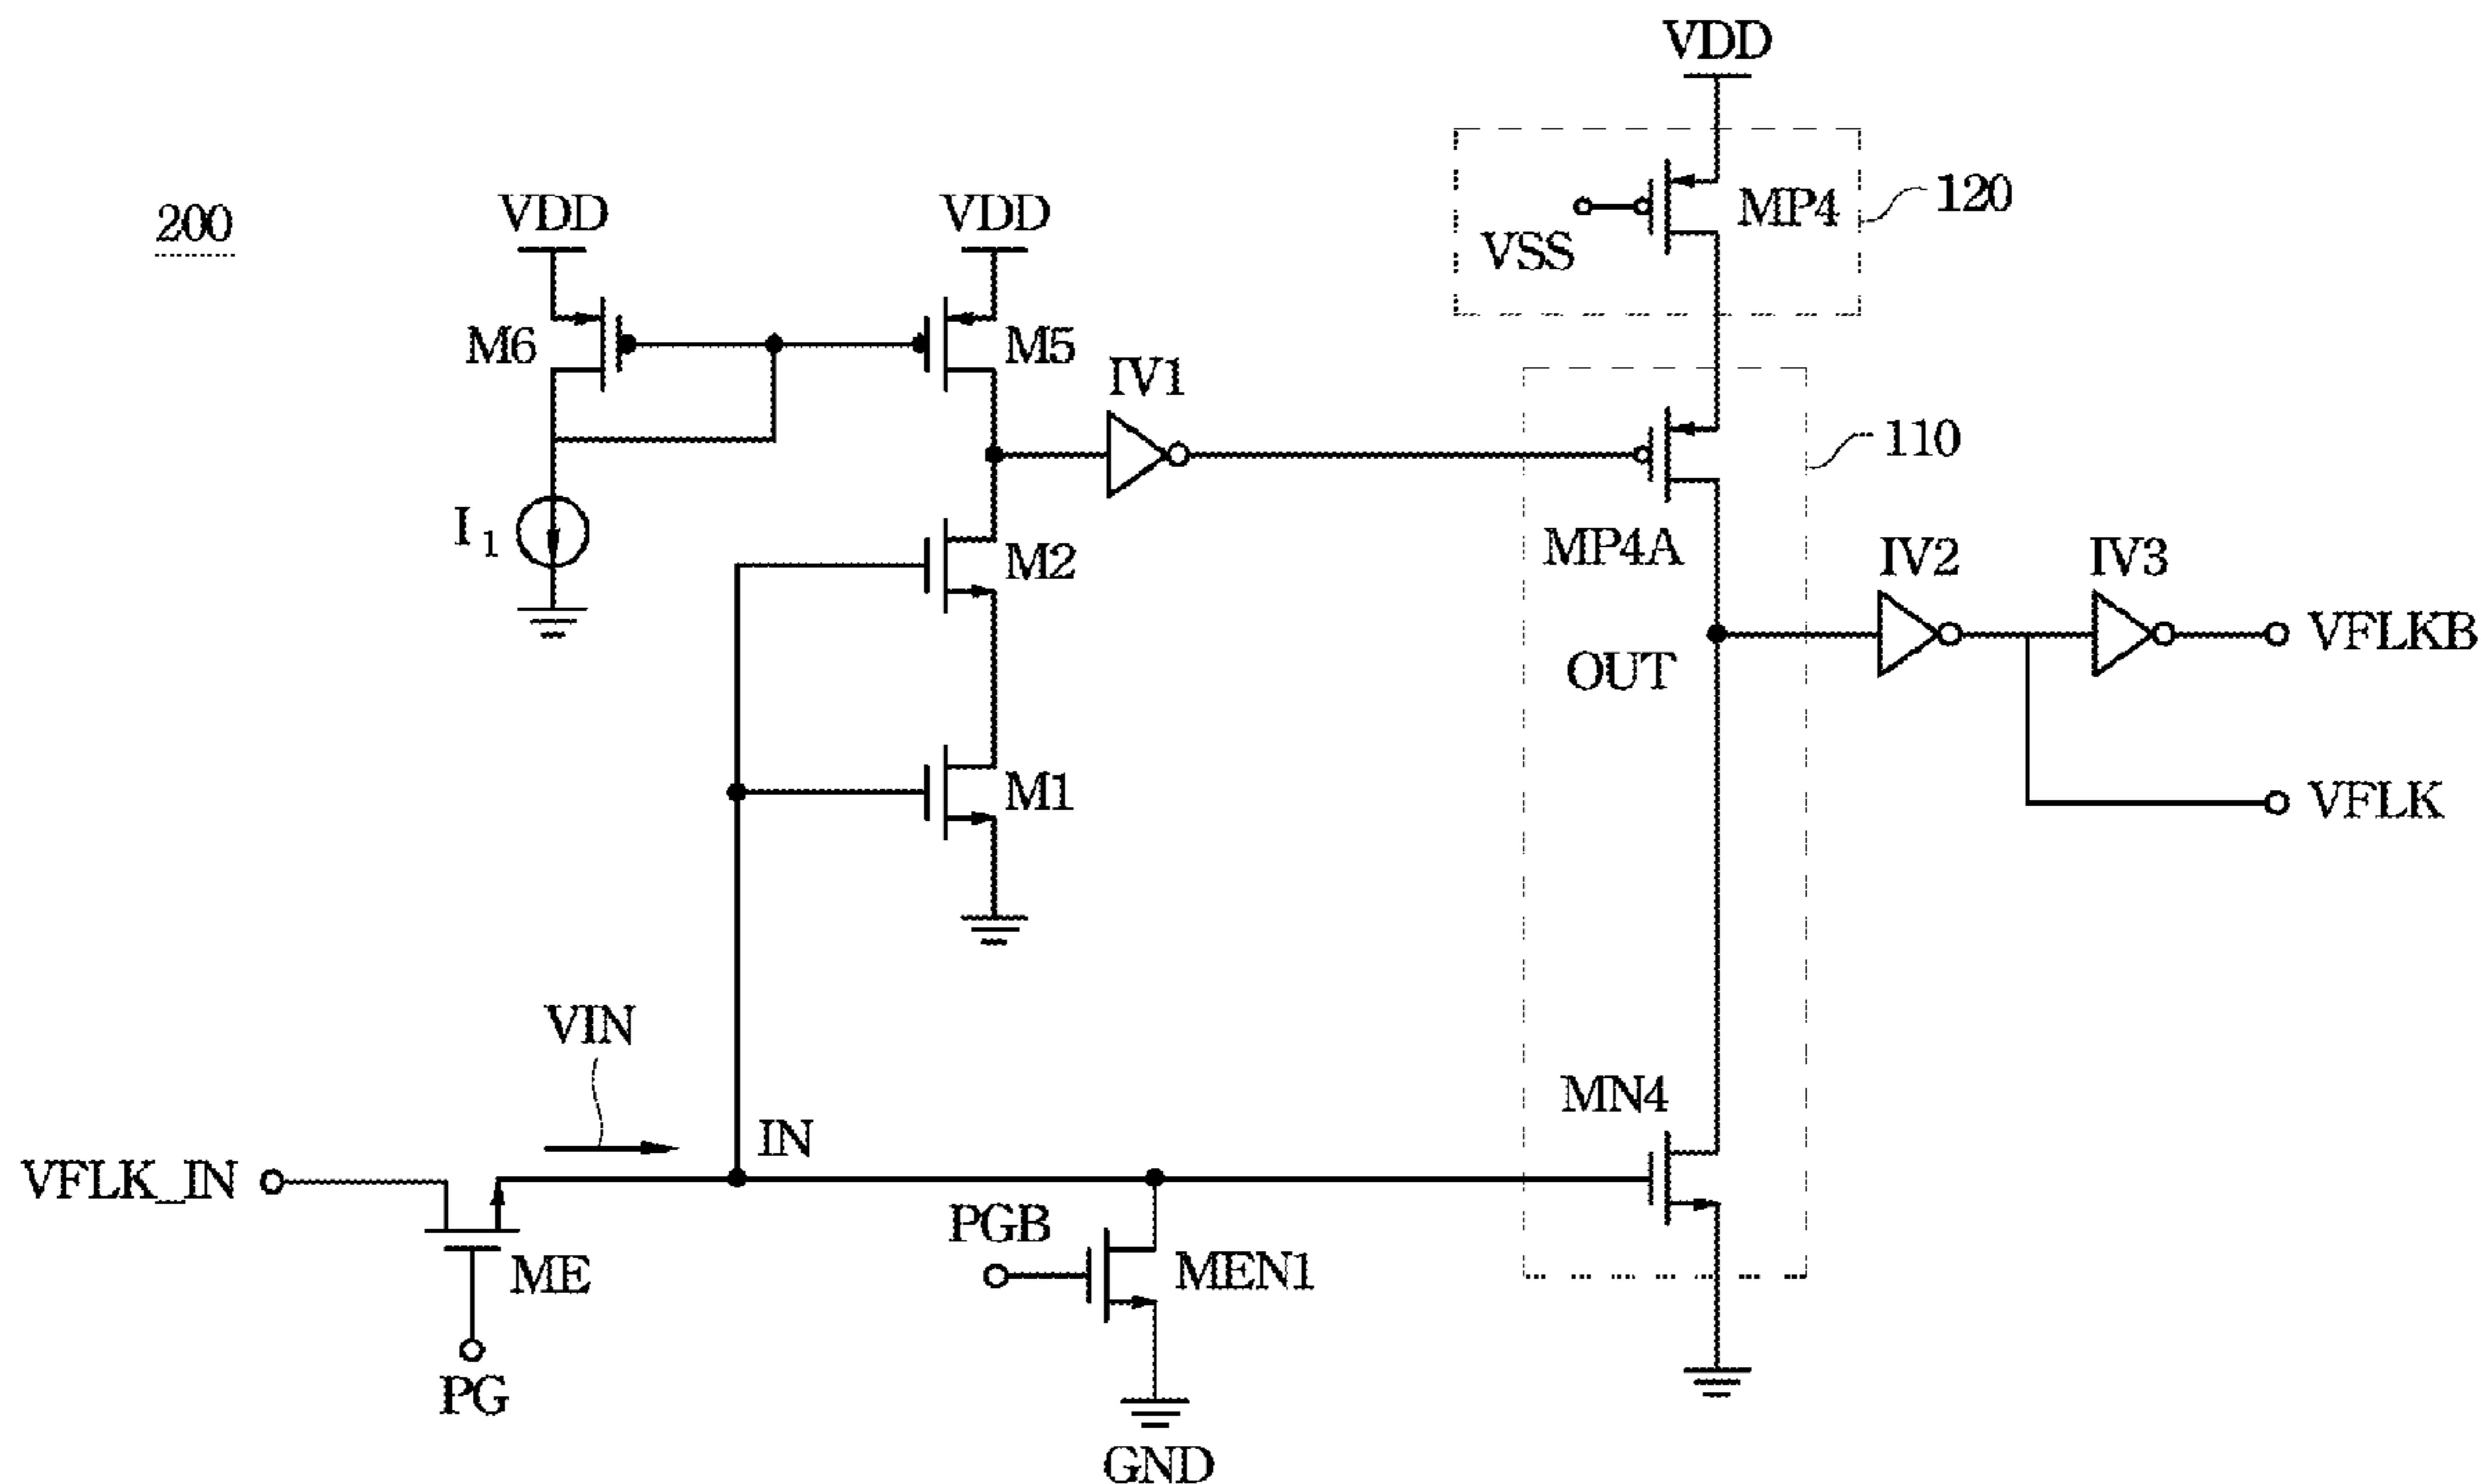 VDD
200
VDD
VDD
MP4
120
VSS
M6
M5
IV1
110
I1
M2
MP4A
IV2
IV3
OUT
VFLKB
M1
VFLK
VIN
IN
MN4
VFLK_IN
PGB
ME
MEN1
PG
GND